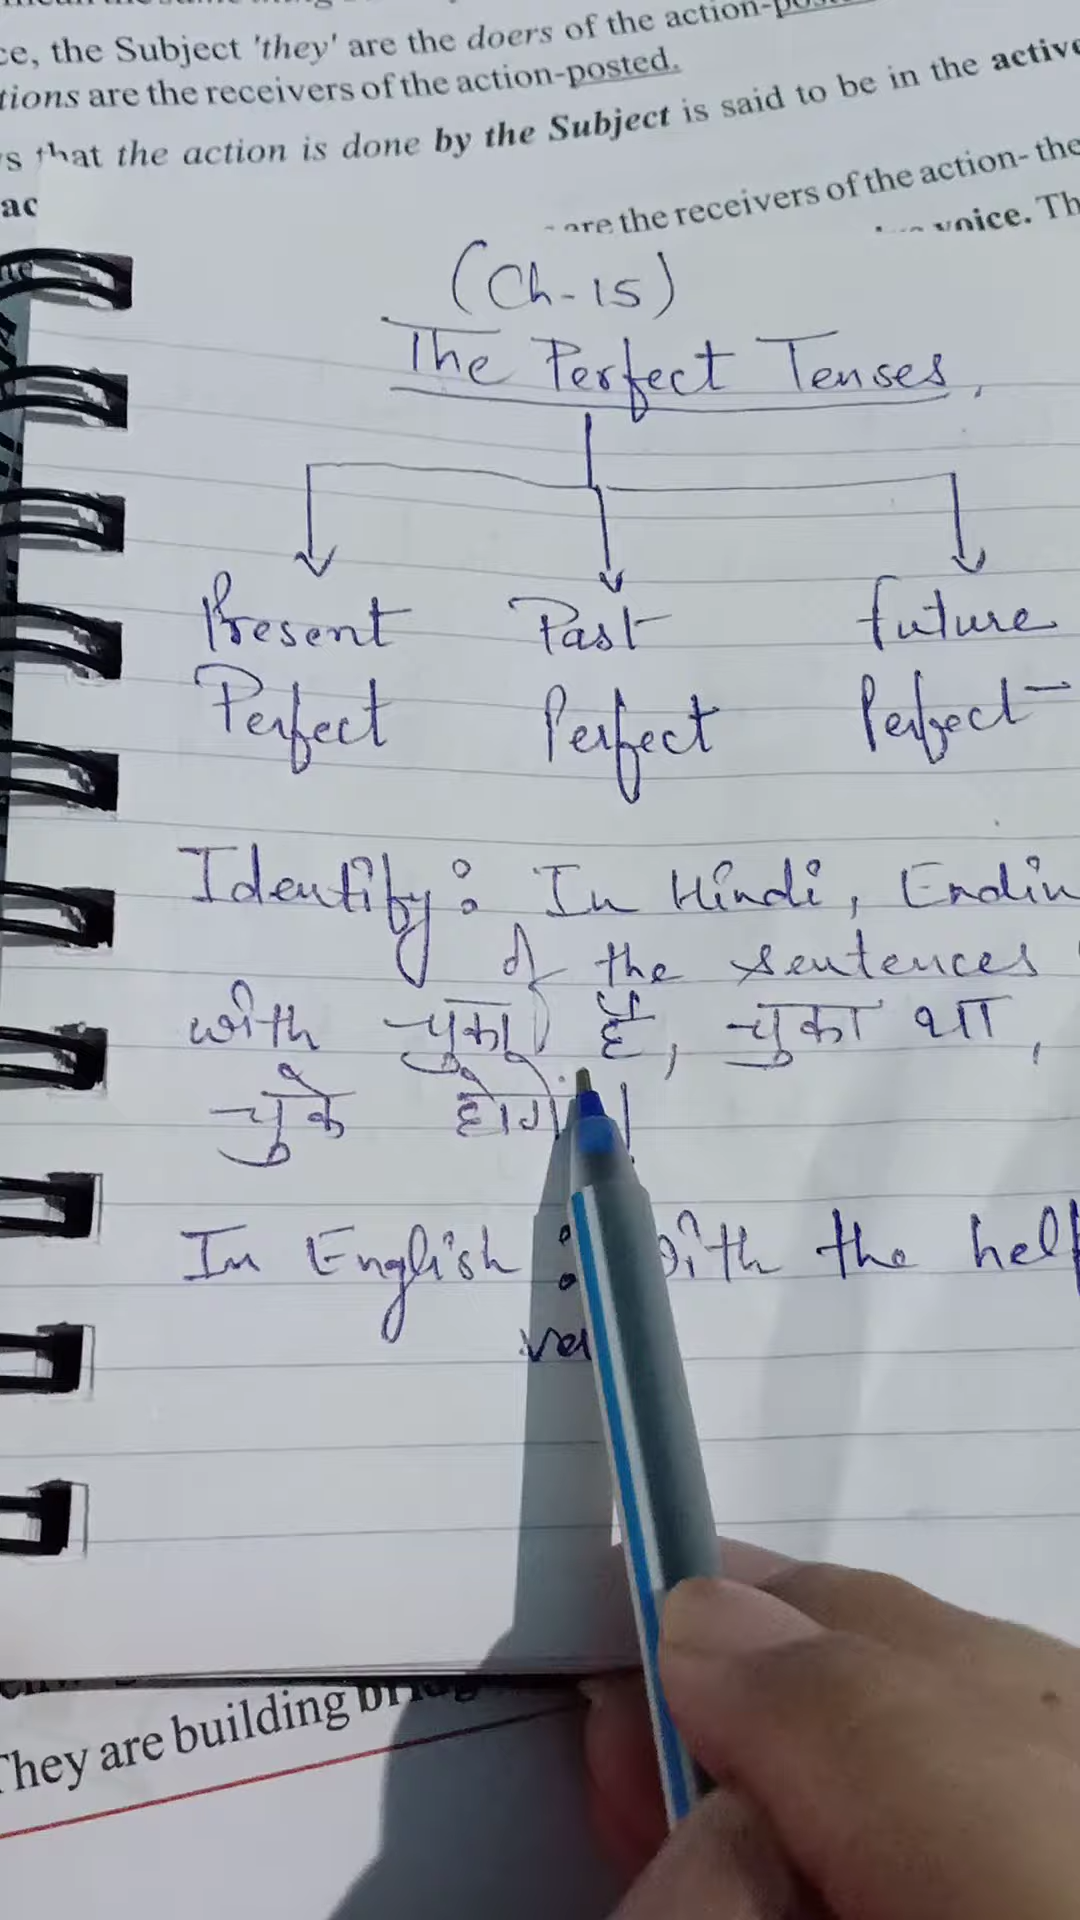 ce, the Subject 'they' are the doers of the action-
tions are the receivers of the action-posted.
s that the action is done by the Subject is said to be in the active
ac
are the receivers of the action- the
voice. Th
(Ch-15)
The Perfect Tenses,
Present Past Future
Perfect Perfect Perfect
Identify: In Hindi, Endin
of the sentences
with चुका है, चुका था,
चुके
In English : With the hel
They are building